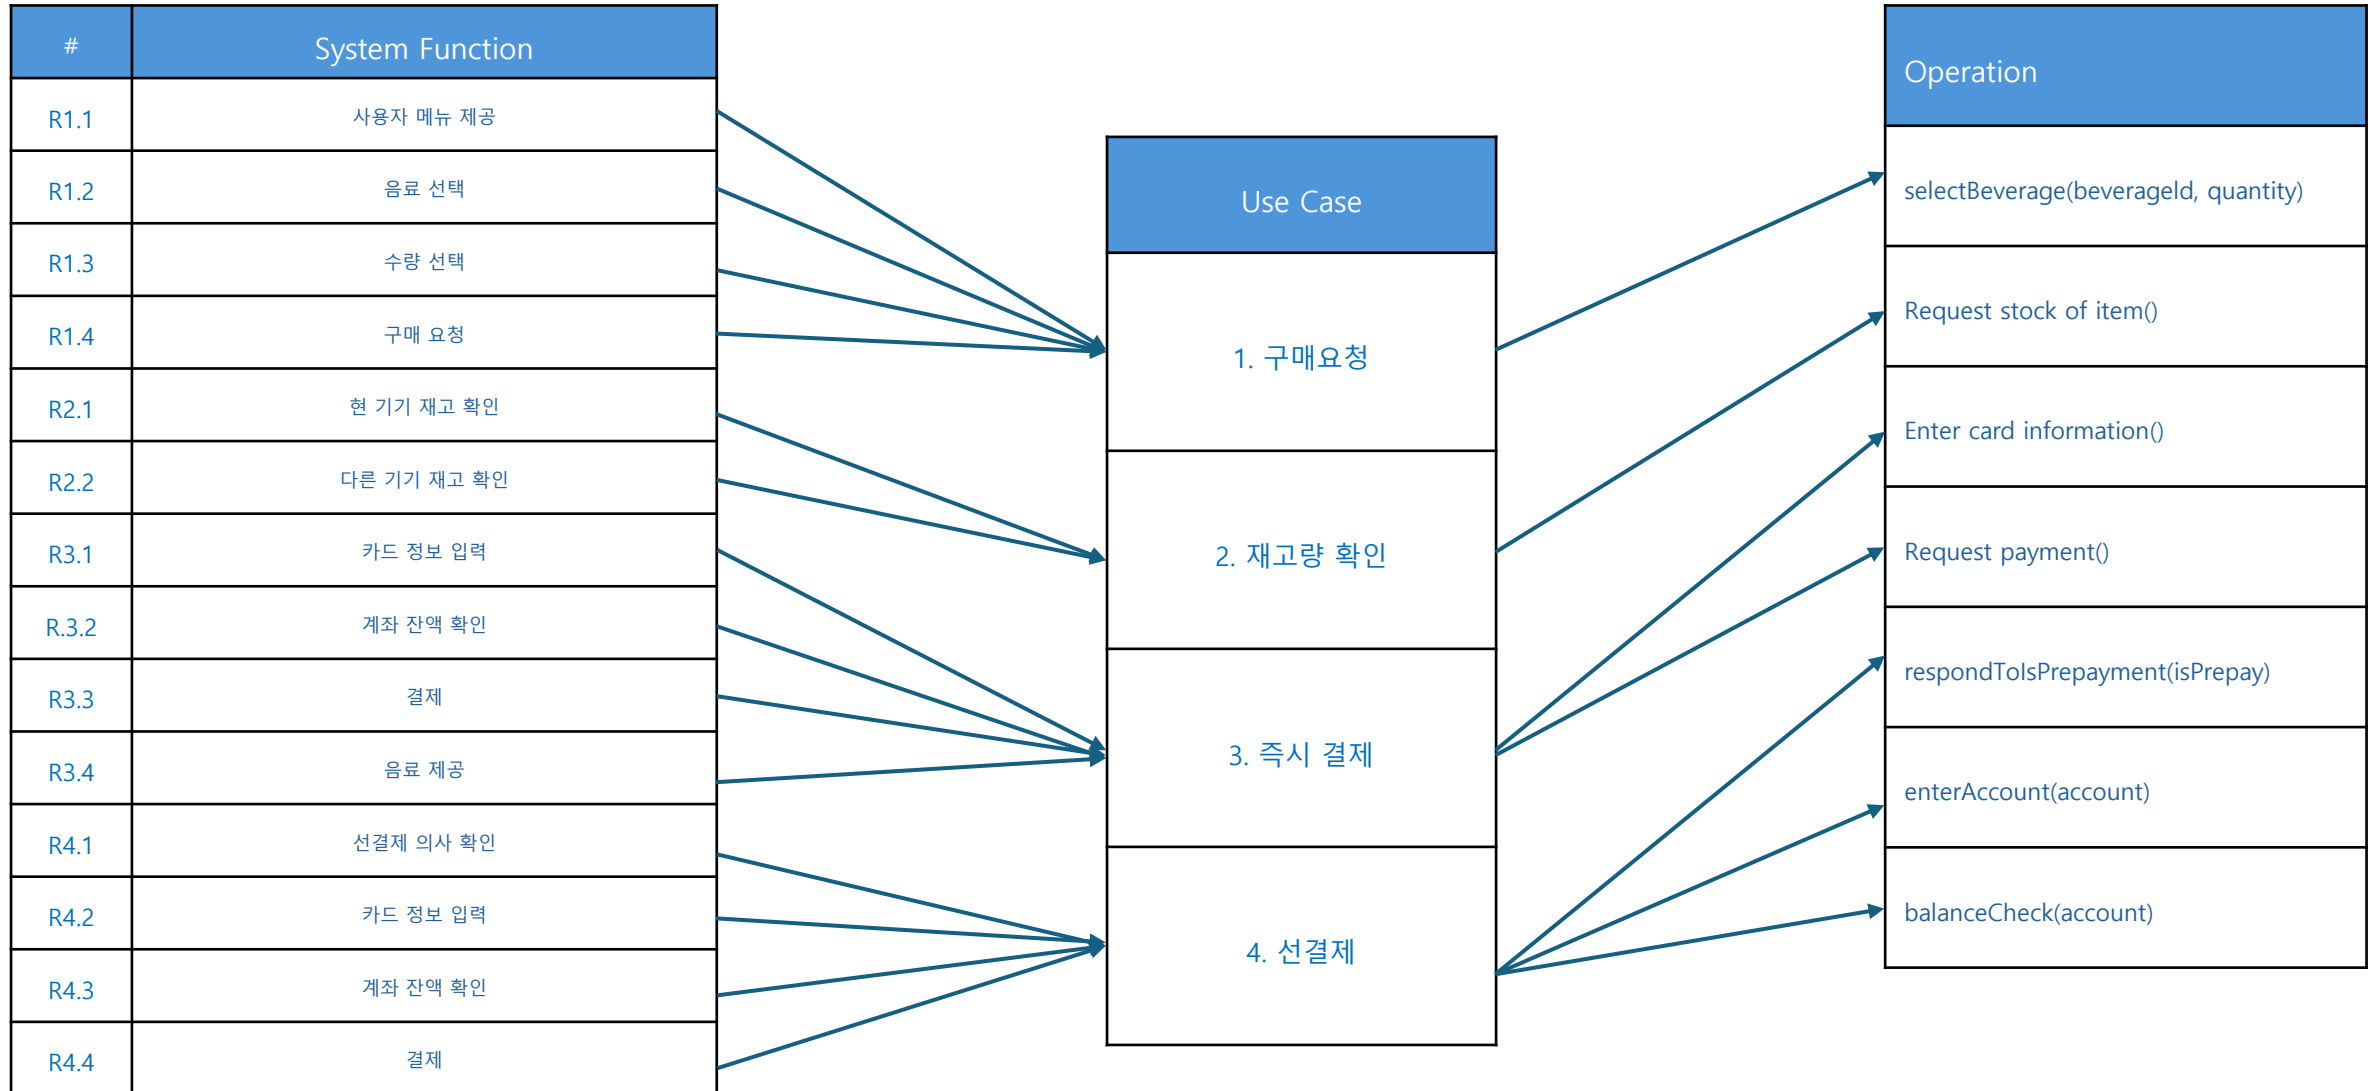 # System Function
R1.1 사용자 메뉴 제공
R1.2 음료 선택
R1.3 수량 선택
R1.4 구매 요청
R2.1 현 기기 재고 확인
R2.2 다른 기기 재고 확인
R3.1 카드 정보 입력
R.3.2 계좌 잔액 확인
R3.3 결제
R3.4 음료 제공
R4.1 선결제 의사 확인
R4.2 카드 정보 입력
R4.3 계좌 잔액 확인
R4.4 결제
Use Case
1. 구매요청
2. 재고량 확인
3. 즉시 결제
4. 선결제
Operation
selectBeverage(beverageId, quantity)
Request stock of item()
Enter card information()
Request payment()
respondToIsPrepayment(isPrepay)
enterAccount(account)
balanceCheck(account)